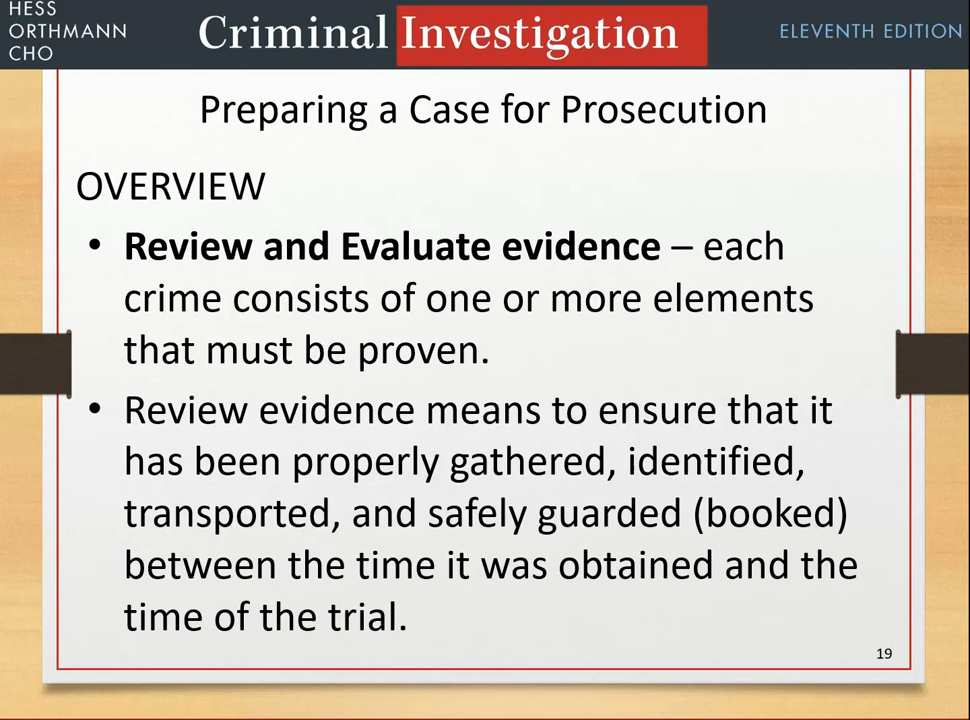 HESS
ORTHMANN
CHO
Criminal Investigation
ELEVENTH EDITION
Preparing a Case for Prosecution
OVERVIEW
• Review and Evaluate evidence – each
crime consists of one or more elements
that must be proven.
• Review evidence means to ensure that it
has been properly gathered, identified,
transported, and safely guarded (booked)
between the time it was obtained and the
time of the trial.
19